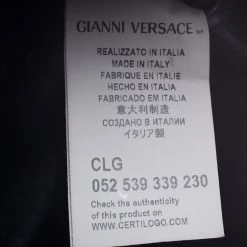 GIANNI VERSACE
REALIZZATO IN ITALIA
MADE IN ITALY
FABRIQUE EN ITALIE
HECHO EN ITALIA
FABRICADO EM ITALIA
意大利制造
СОЗДАНО В ИТАЛИИ
イタリア製
CLG
052 539 339 230
Check the authenticity
of this product on
WWW.CERTILOGO.COM